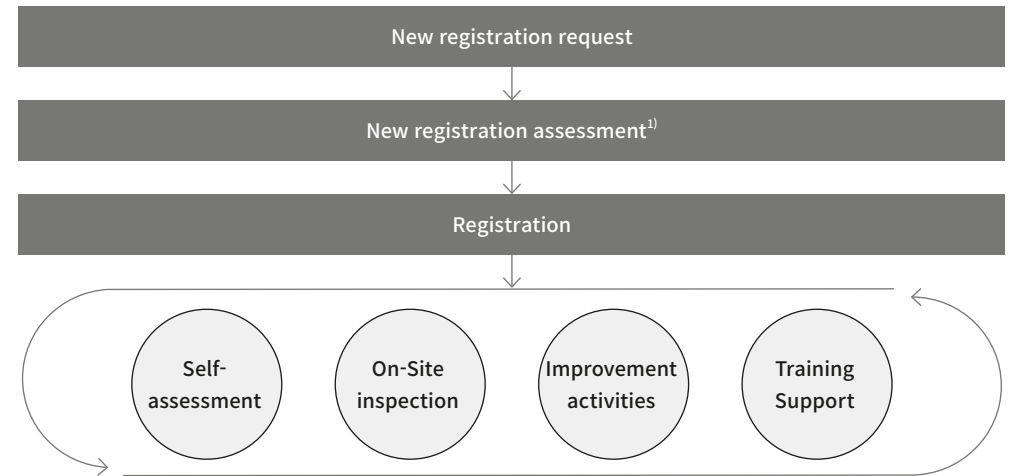 New registration request
New registration assessment1)
Registration
Self-
assessment
On-Site
inspection
Improvement
activities
Training
Support